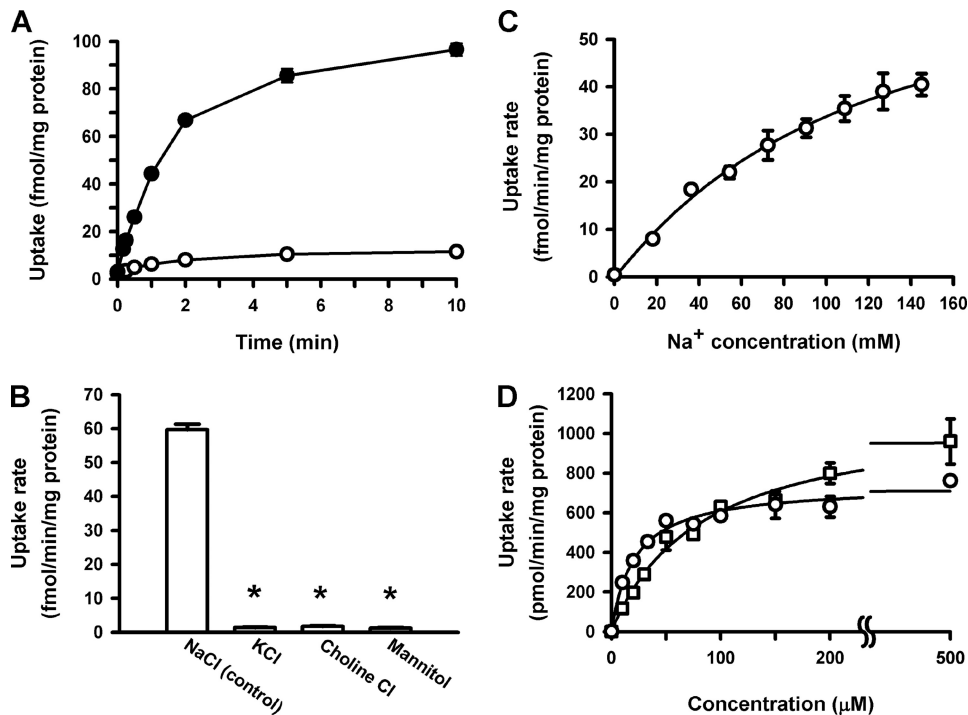 A
Uptake (fmol/mg protein)
100
80
60
40
20
0
0 2 4 6 8 10
Time (min)
B
Uptake rate
(fmol/min/mg protein)
70
60
50
40
30
20
10
0
* * *
NaCl (control)
KCl
Choline Cl
Mannitol
C
Uptake rate
(fmol/min/mg protein)
50
40
30
20
10
0
0 20 40 60 80 100 120 140 160
Na+ concentration (mM)
D
Uptake rate
(pmol/min/mg protein)
1200
1000
800
600
400
200
0
0 100 200 500
Concentration (μM)